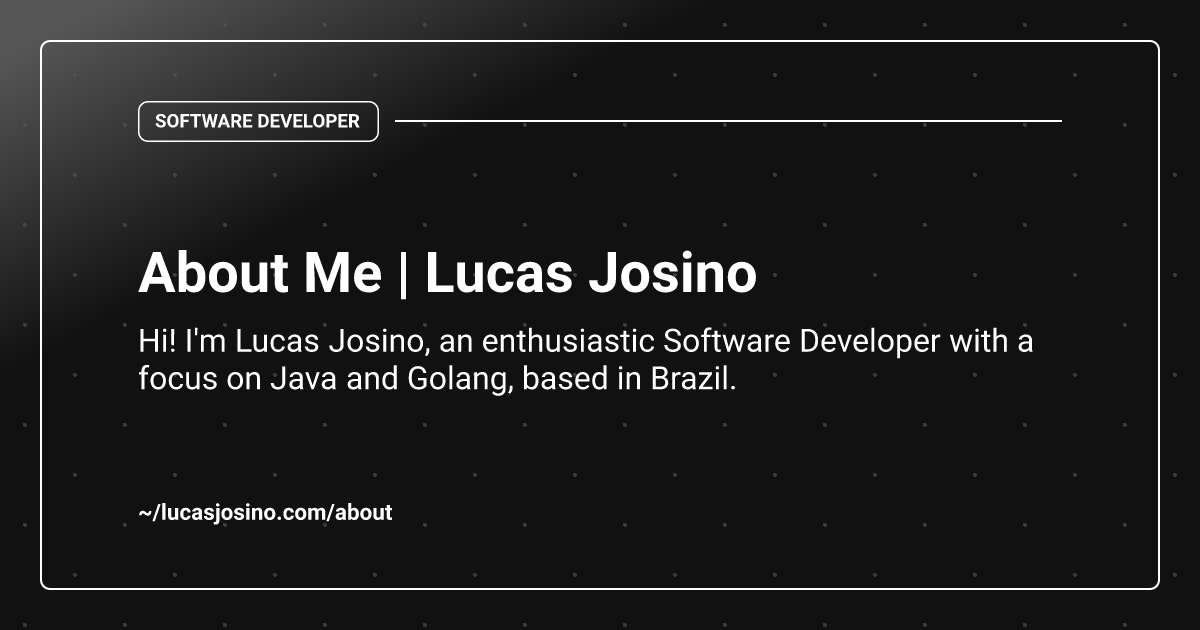 SOFTWARE DEVELOPER
About Me | Lucas Josino
Hi! I'm Lucas Josino, an enthusiastic Software Developer with a
focus on Java and Golang, based in Brazil.
~/lucasjosino.com/about